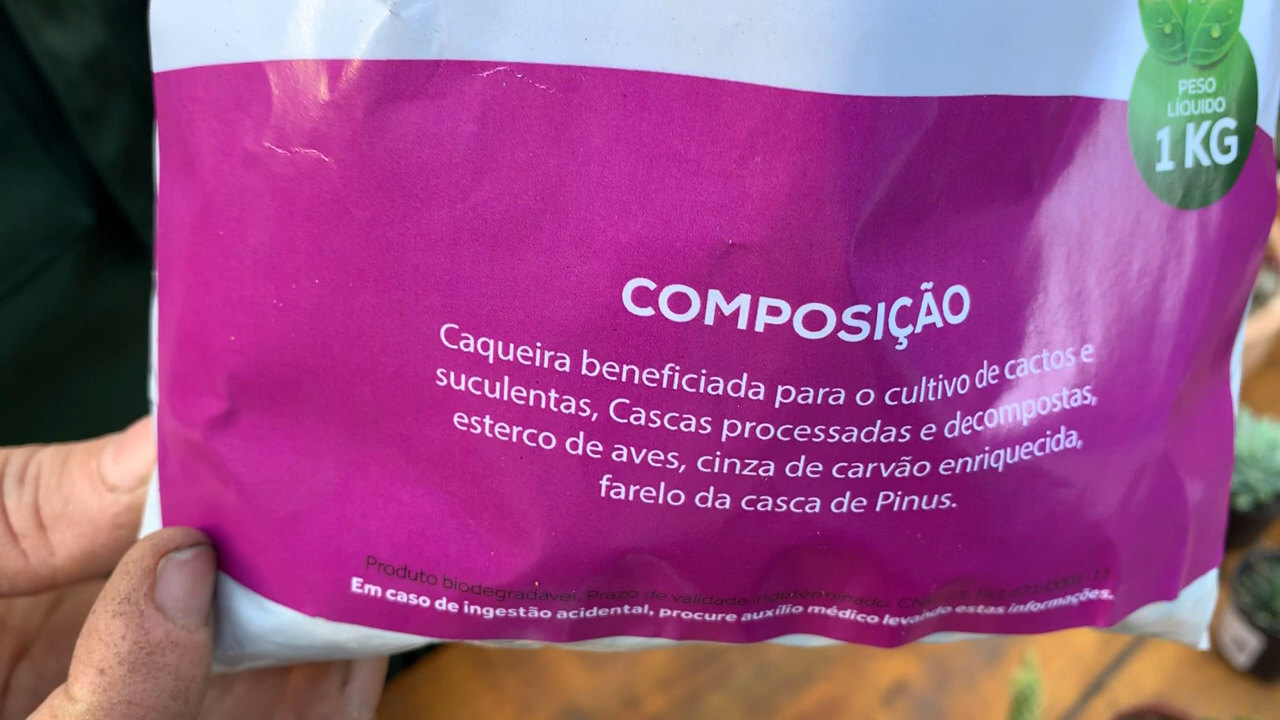 PESO
LÍQUIDO
1 KG
COMPOSIÇÃO
Caqueira beneficiada para o cultivo de cactos e
suculentas, Cascas processadas e decompostas,
esterco de aves, cinza de carvão enriquecida,
farelo da casca de Pinus.
Produto biodegradável, Prazo de validade indeterminado.
Em caso de ingestão acidental, procure auxílio médico levando estas informações.